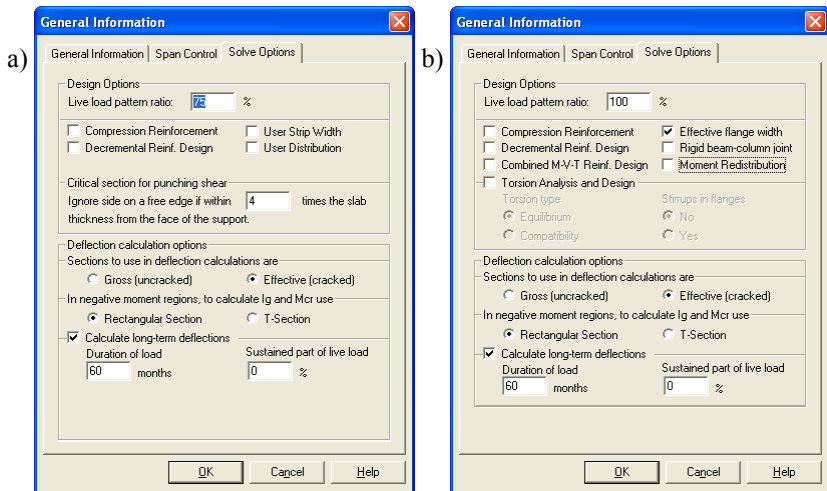 a)
General Information
General Information Span Control Solve Options
Design Options
Live load pattern ratio: 75 %
Compression Reinforcement User Strip Width
Decremental Reinf. Design User Distribution
Critical section for punching shear
Ignore side on a free edge if within 4 times the slab
thickness from the face of the support.
Deflection calculation options
Sections to use in deflection calculations are
Gross (uncracked) Effective (cracked)
In negative moment regions, to calculate Ig and Mcr use
Rectangular Section T-Section
Calculate long-term deflections
Duration of load Sustained part of live load
60 months 0 %
OK Cancel Help
b)
General Information
General Information Span Control Solve Options
Design Options
Live load pattern ratio: 100 %
Compression Reinforcement Effective flange width
Decremental Reinf. Design Rigid beam-column joint
Combined M-V-T Reinf. Design Moment Redistribution
Torsion Analysis and Design
Torsion type Stirrups in flanges
Equilibrium No
Compatibility Yes
Deflection calculation options
Sections to use in deflection calculations are
Gross (uncracked) Effective (cracked)
In negative moment regions, to calculate Ig and Mcr use
Rectangular Section T-Section
Calculate long-term deflections
Duration of load Sustained part of live load
60 months 0 %
OK Cancel Help